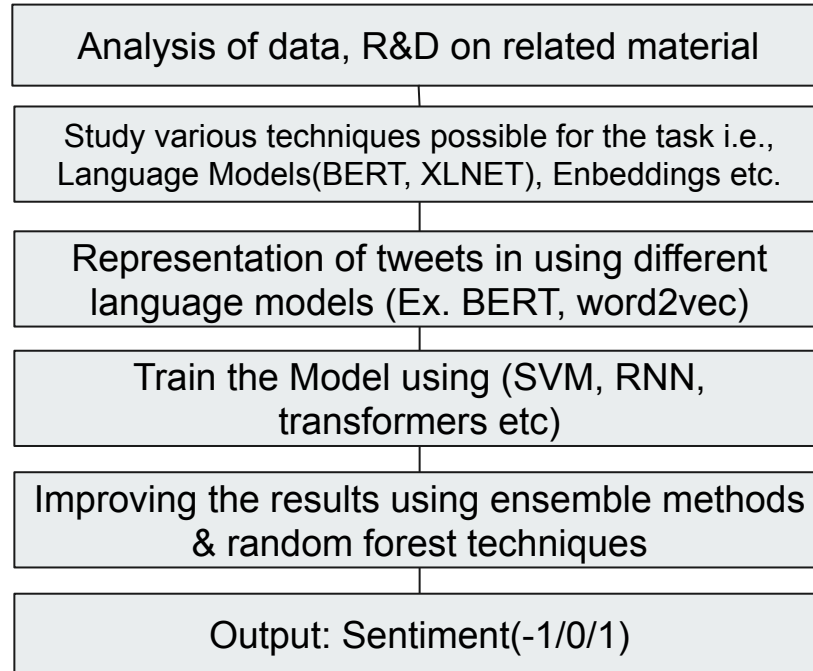 Analysis of data, R&D on related material
Study various techniques possible for the task i.e.,
Language Models(BERT, XLNET), Enbeddings etc.
Representation of tweets in using different
language models (Ex. BERT, word2vec)
Train the Model using (SVM, RNN,
transformers etc)
Improving the results using ensemble methods
& random forest techniques
Output: Sentiment(-1/0/1)